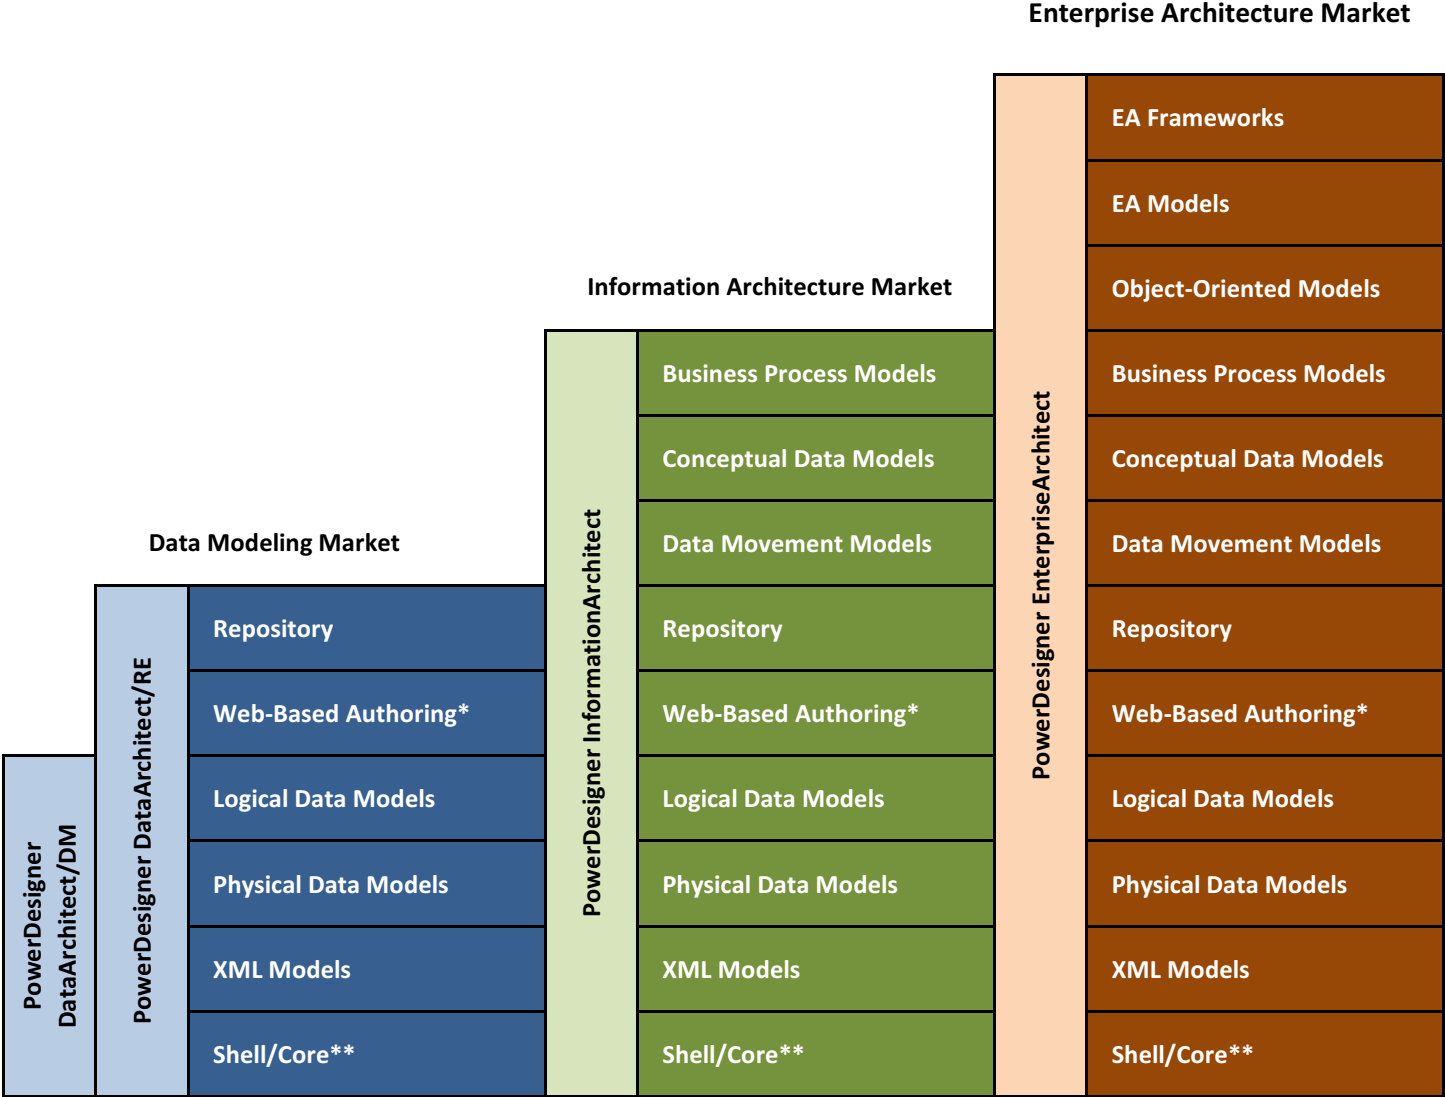 Enterprise Architecture Market
EA Frameworks
EA Models
Object-Oriented Models
Business Process Models
Conceptual Data Models
Data Movement Models
Repository
Web-Based Authoring*
Logical Data Models
Physical Data Models
XML Models
Shell/Core**
PowerDesigner EnterpriseArchitect
Information Architecture Market
Business Process Models
Conceptual Data Models
Data Movement Models
Repository
Web-Based Authoring*
Logical Data Models
Physical Data Models
XML Models
Shell/Core**
PowerDesigner InformationArchitect
Data Modeling Market
Repository
Web-Based Authoring*
Logical Data Models
Physical Data Models
XML Models
Shell/Core**
PowerDesigner DataArchitect/RE
PowerDesigner
DataArchitect/DM